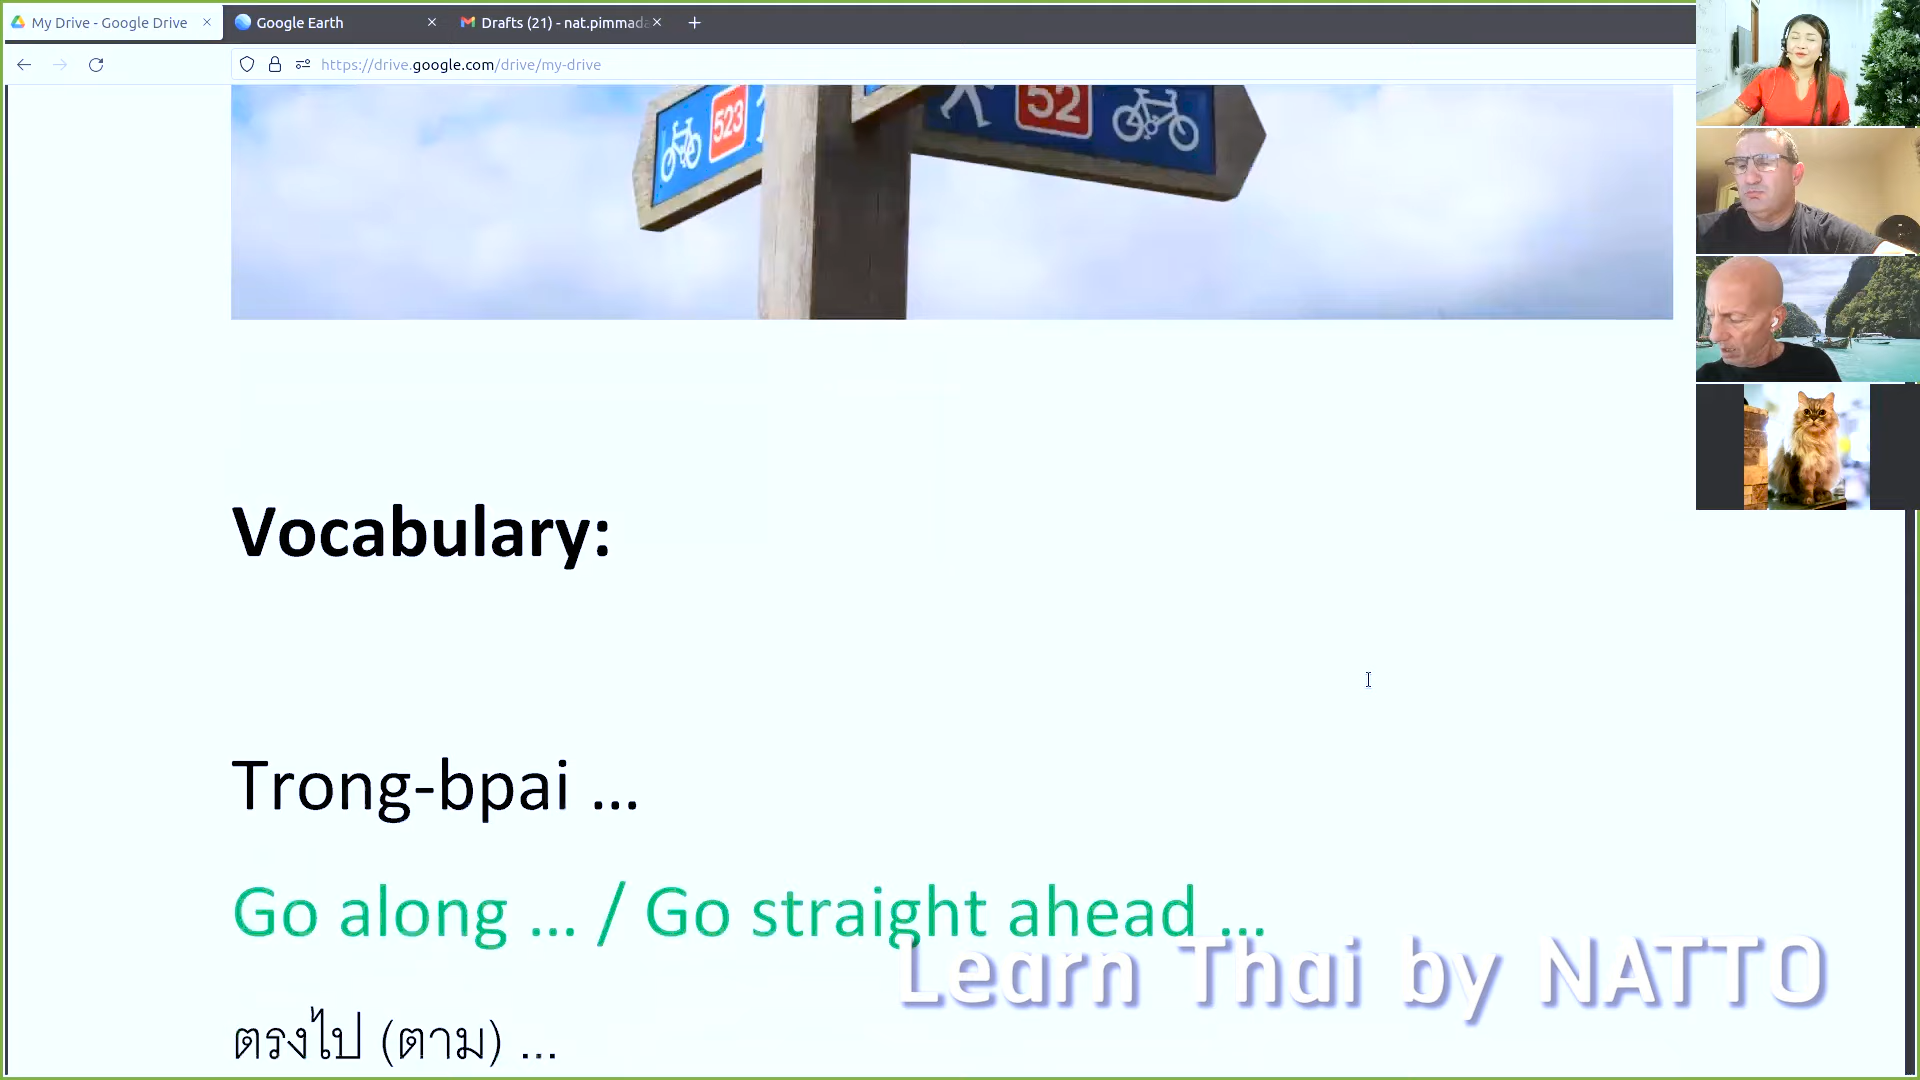 My Drive - Google Drive
Google Earth
Drafts (21) - nat.pimmada
https://drive.google.com/drive/my-drive
523
52
Vocabulary:
Trong-bpai ...
Go along ... / Go straight ahead ...
Learn Thai by NATTO
ตรงไป (ตาม) ...